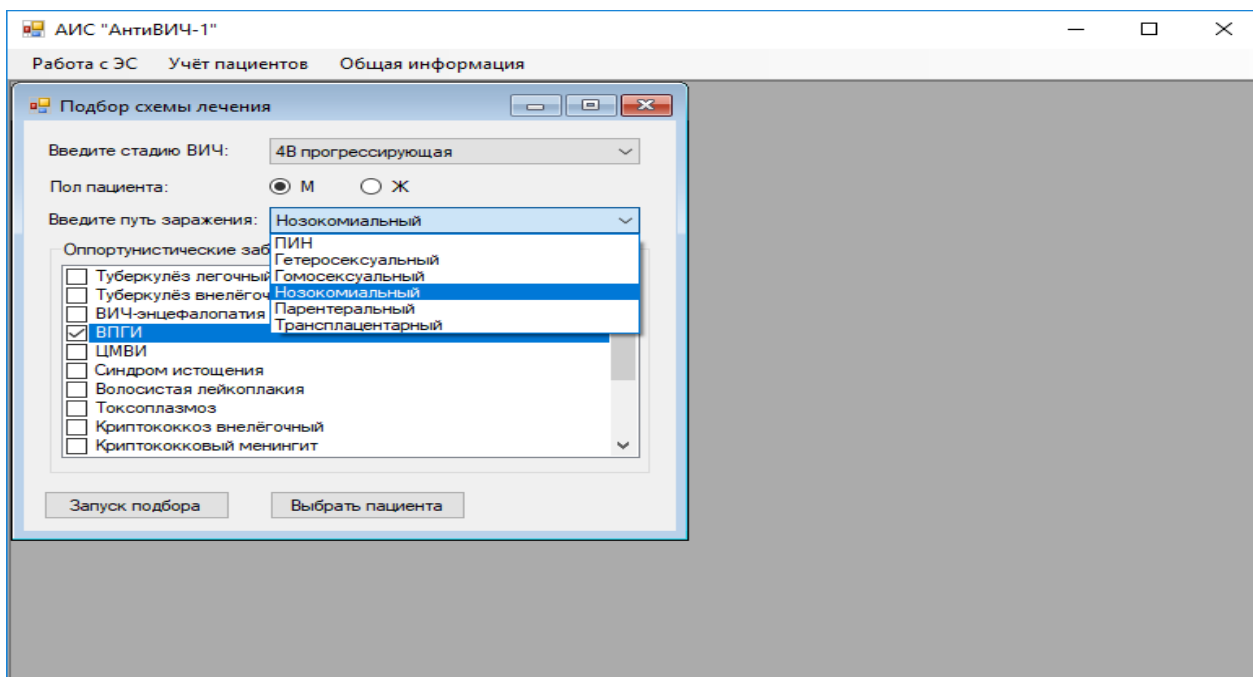 АИС "АнтиВИЧ-1"
Работа с ЭС Учёт пациентов Общая информация
Подбор схемы лечения
Введите стадию ВИЧ: 4В прогрессирующая
Пол пациента: М Ж
Введите путь заражения: Нозокомиальный
ПИН
Оппортунистические заб
Гетеросексуальный
Туберкулёз легочный
Гомосексуальный
Туберкулёз внелёгоч
Нозокомиальный
ВИЧ-энцефалопатия
Парентеральный
Трансплацентарный
ВПГИ
ЦМВИ
Синдром истощения
Волосистая лейкоплакия
Токсоплазмоз
Криптококкоз внелёгочный
Криптококковый менингит
Запуск подбора Выбрать пациента